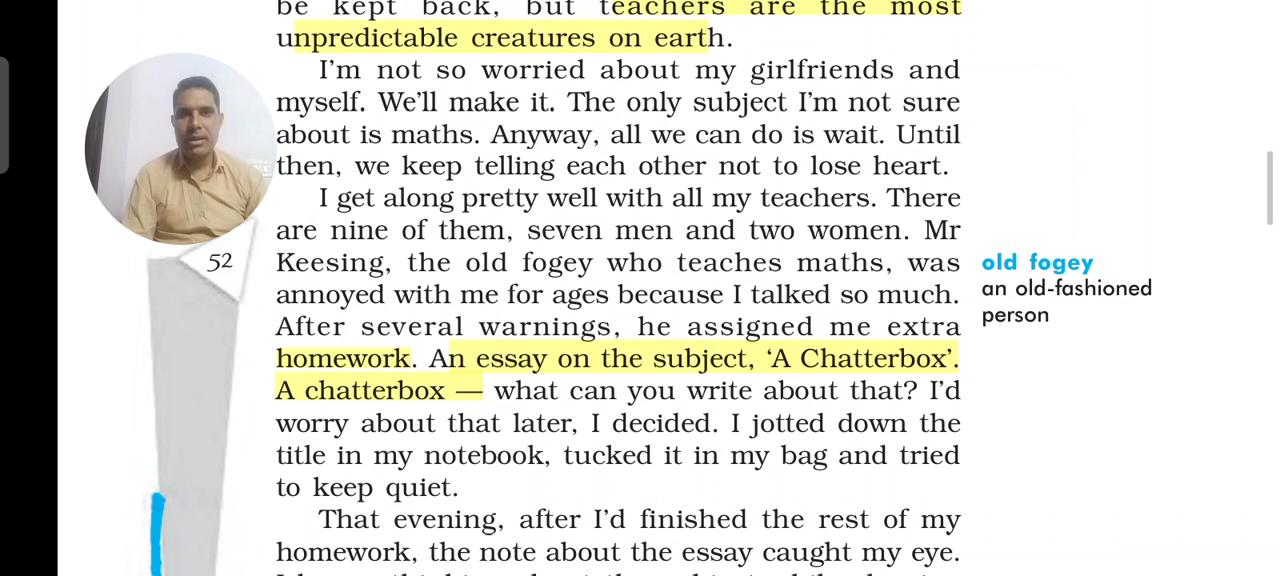 be kept back, but teachers are the most
unpredictable creatures on earth.
I'm not so worried about my girlfriends and
myself. We'll make it. The only subject I'm not sure
about is maths. Anyway, all we can do is wait. Until
then, we keep telling each other not to lose heart.
I get along pretty well with all my teachers. There
are nine of them, seven men and two women. Mr
52
Keesing, the old fogey who teaches maths, was
annoyed with me for ages because I talked so much.
After several warnings, he assigned me extra
homework. An essay on the subject, ‘A Chatterbox’.
A chatterbox — what can you write about that? I'd
worry about that later, I decided. I jotted down the
title in my notebook, tucked it in my bag and tried
to keep quiet.
That evening, after I'd finished the rest of my
homework, the note about the essay caught my eye.
old fogey
an old-fashioned
person